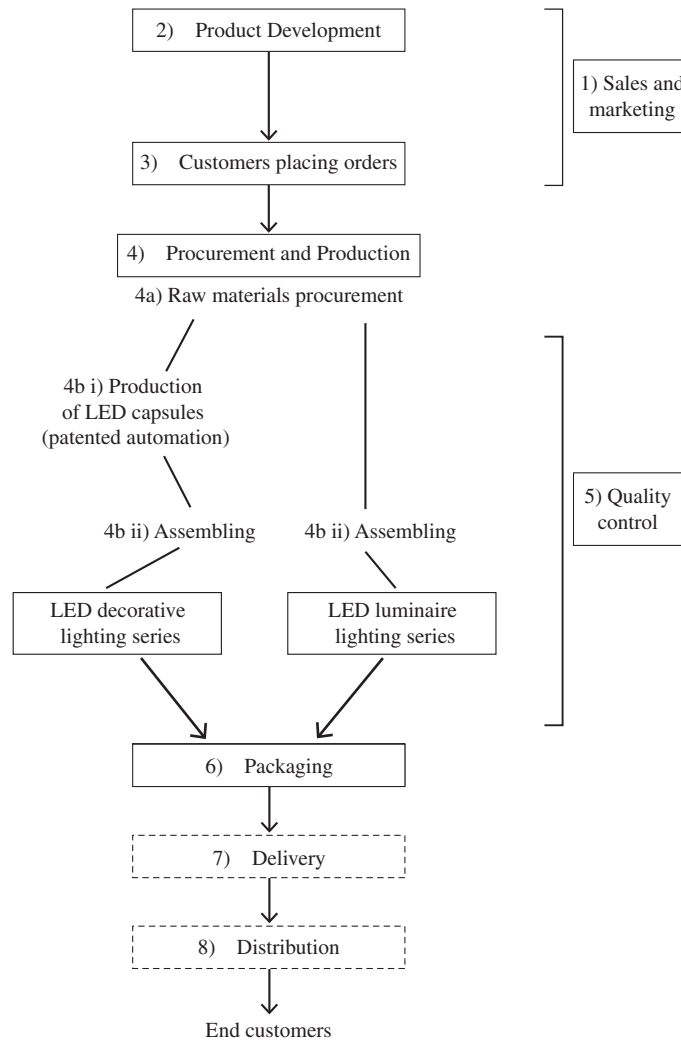 2) Product Development
1) Sales and
marketing
3) Customers placing orders
4) Procurement and Production
4a) Raw materials procurement
4b i) Production
of LED capsules
(patented automation)
5) Quality
control
4b ii) Assembling
4b ii) Assembling
LED decorative
lighting series
LED luminaire
lighting series
6) Packaging
7) Delivery
8) Distribution
End customers